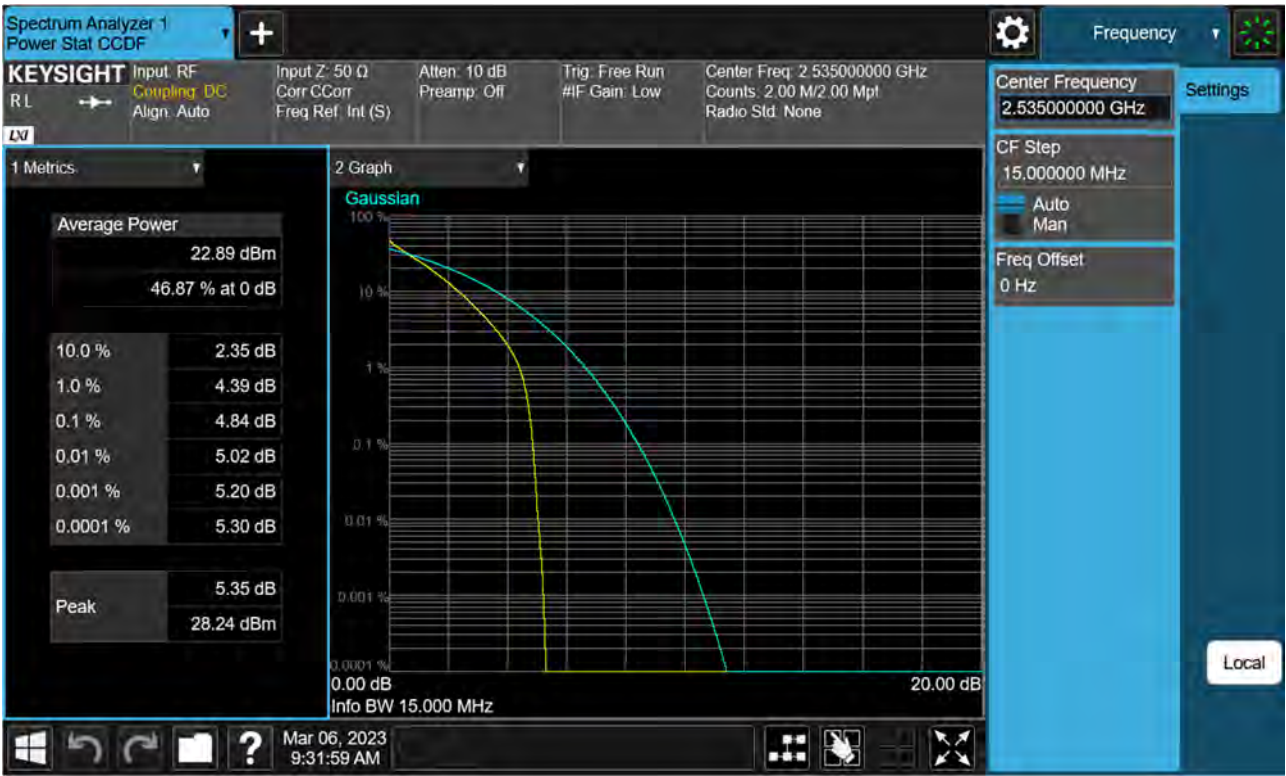 Spectrum Analyzer 1
Power Stat CCDF
+
Frequency
KEYSIGHT
R L
LXI
Input: RF
Coupling: DC
Align: Auto
Input Z: 50 Ω
Corr CCorr
Freq Ref: Int (S)
Atten: 10 dB
Preamp: Off
Trig: Free Run
#IF Gain: Low
Center Freq: 2.535000000 GHz
Counts: 2.00 M/2.00 Mpt
Radio Std: None
Center Frequency
2.535000000 GHz
Settings
CF Step
15.000000 MHz
Auto
Man
Freq Offset
0 Hz
1 Metrics
Average Power
22.89 dBm
46.87 % at 0 dB
10.0 % 2.35 dB
1.0 % 4.39 dB
0.1 % 4.84 dB
0.01 % 5.02 dB
0.001 % 5.20 dB
0.0001 % 5.30 dB
Peak
5.35 dB
28.24 dBm
2 Graph
Gaussian
100 %
10 %
1 %
0.1 %
0.01 %
0.001 %
0.0001 %
0.00 dB 20.00 dB
Info BW 15.000 MHz
Local
?
Mar 06, 2023
9:31:59 AM